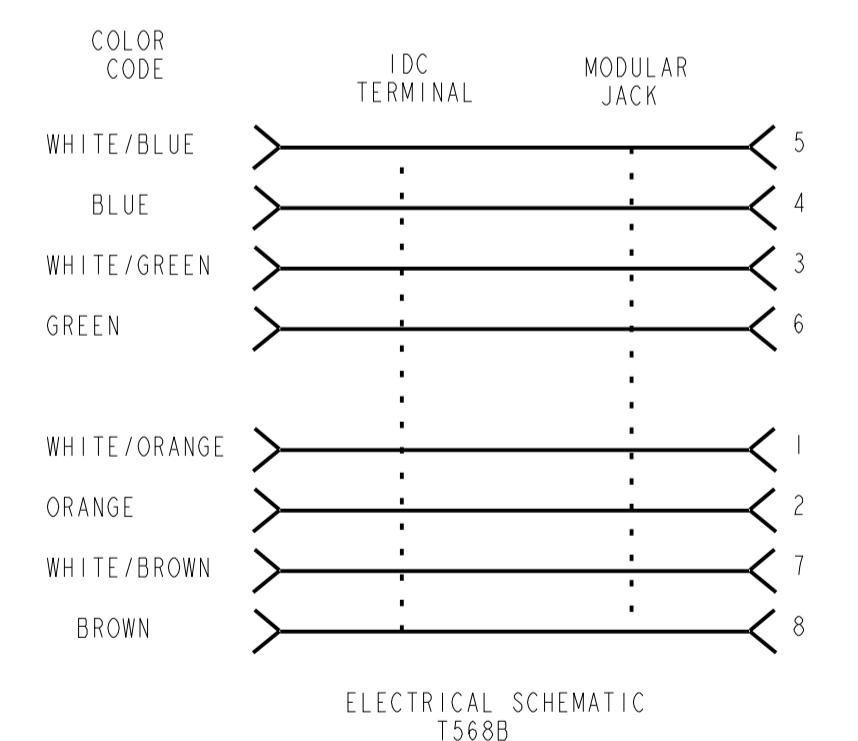 COLOR
CODE
IDC
TERMINAL
MODULAR
JACK
WHITE/BLUE 5
BLUE 4
WHITE/GREEN 3
GREEN 6
WHITE/ORANGE 1
ORANGE 2
WHITE/BROWN 7
BROWN 8
ELECTRICAL SCHEMATIC
T568B